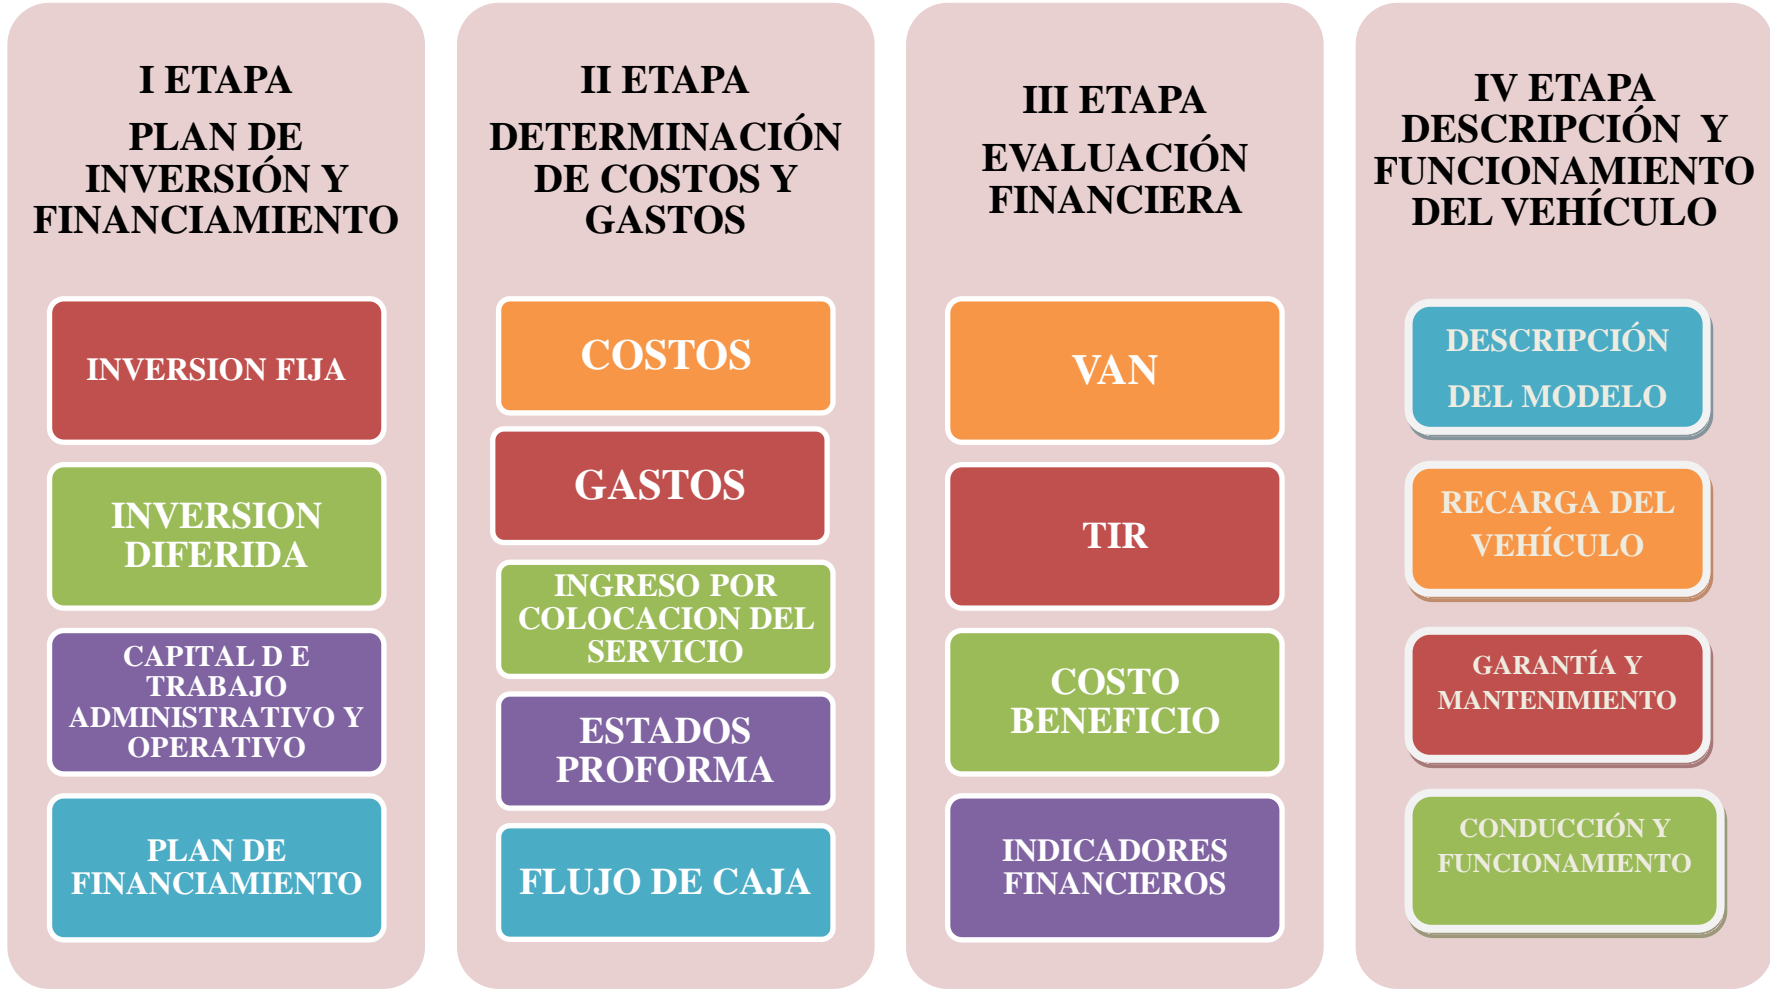 I ETAPA
PLAN DE
INVERSIÓN Y
FINANCIAMIENTO
INVERSION FIJA
INVERSION
DIFERIDA
CAPITAL D E
TRABAJO
ADMINISTRATIVO Y
OPERATIVO
PLAN DE
FINANCIAMIENTO
II ETAPA
DETERMINACIÓN
DE COSTOS Y
GASTOS
COSTOS
GASTOS
INGRESO POR
COLOCACION DEL
SERVICIO
ESTADOS
PROFORMA
FLUJO DE CAJA
III ETAPA
EVALUACIÓN
FINANCIERA
VAN
TIR
COSTO
BENEFICIO
INDICADORES
FINANCIEROS
IV ETAPA
DESCRIPCIÓN Y
FUNCIONAMIENTO
DEL VEHÍCULO
DESCRIPCIÓN
DEL MODELO
RECARGA DEL
VEHÍCULO
GARANTÍA Y
MANTENIMIENTO
CONDUCCIÓN Y
FUNCIONAMIENTO